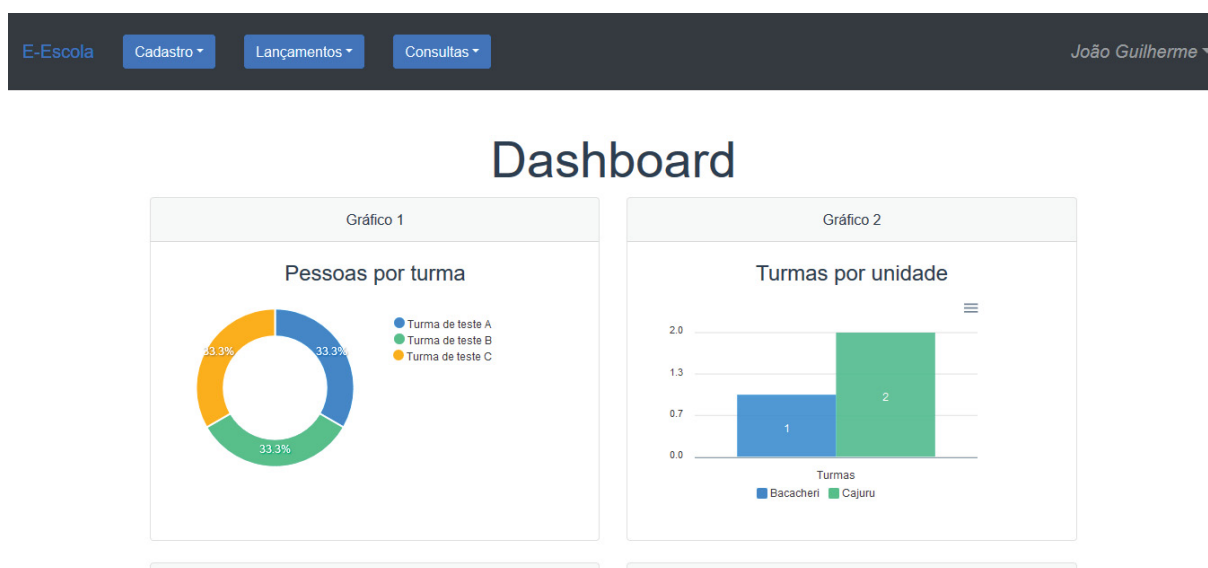 E-Escola Cadastro Lançamentos Consultas João Guilherme
Dashboard
Gráfico 1
Pessoas por turma
33.3%
33.3%
33.3%
Turma de teste A
Turma de teste B
Turma de teste C
Gráfico 2
Turmas por unidade
2.0
1.3
0.7
0.0
1
2
Turmas
Bacacheri Cajuru